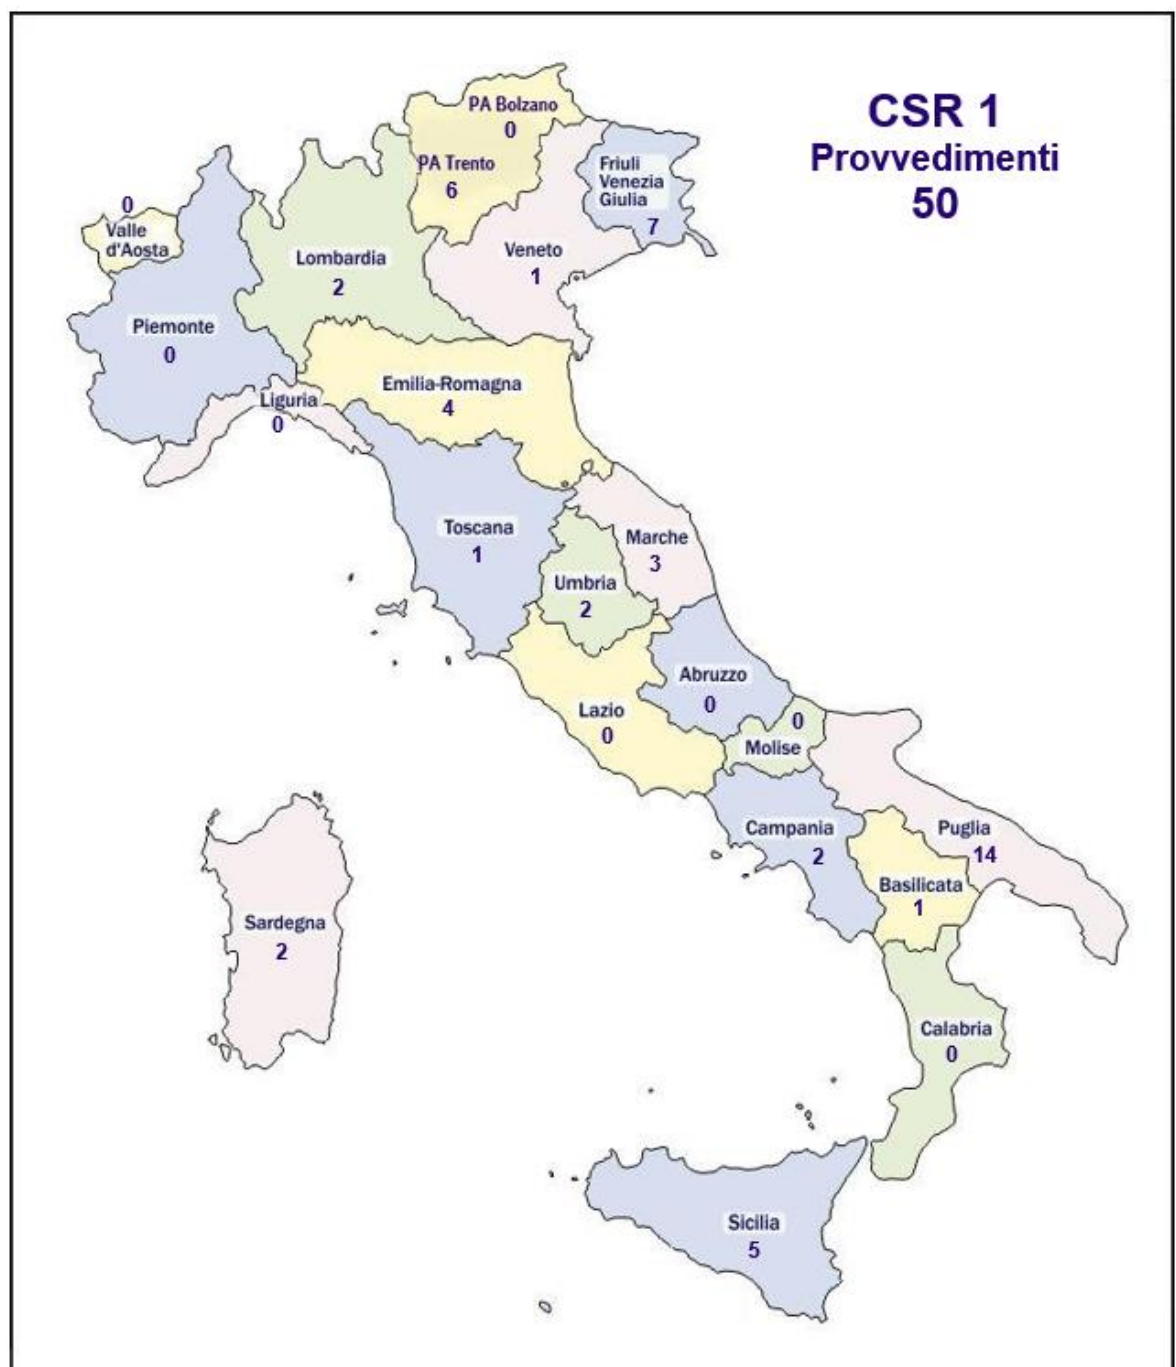 CSR 1
Provvedimenti
50
PA Bolzano
0
PA Trento
6
Friuli
Venezia
Giulia
7
0
Valle
d'Aosta
Lombardia
2
Veneto
1
Piemonte
0
Emilia-Romagna
4
Liguria
0
Toscana
1
Marche
3
Umbria
2
Abruzzo
0
Lazio
0
0
Molise
Campania
2
Puglia
14
Basilicata
1
Sardegna
2
Calabria
0
Sicilia
5